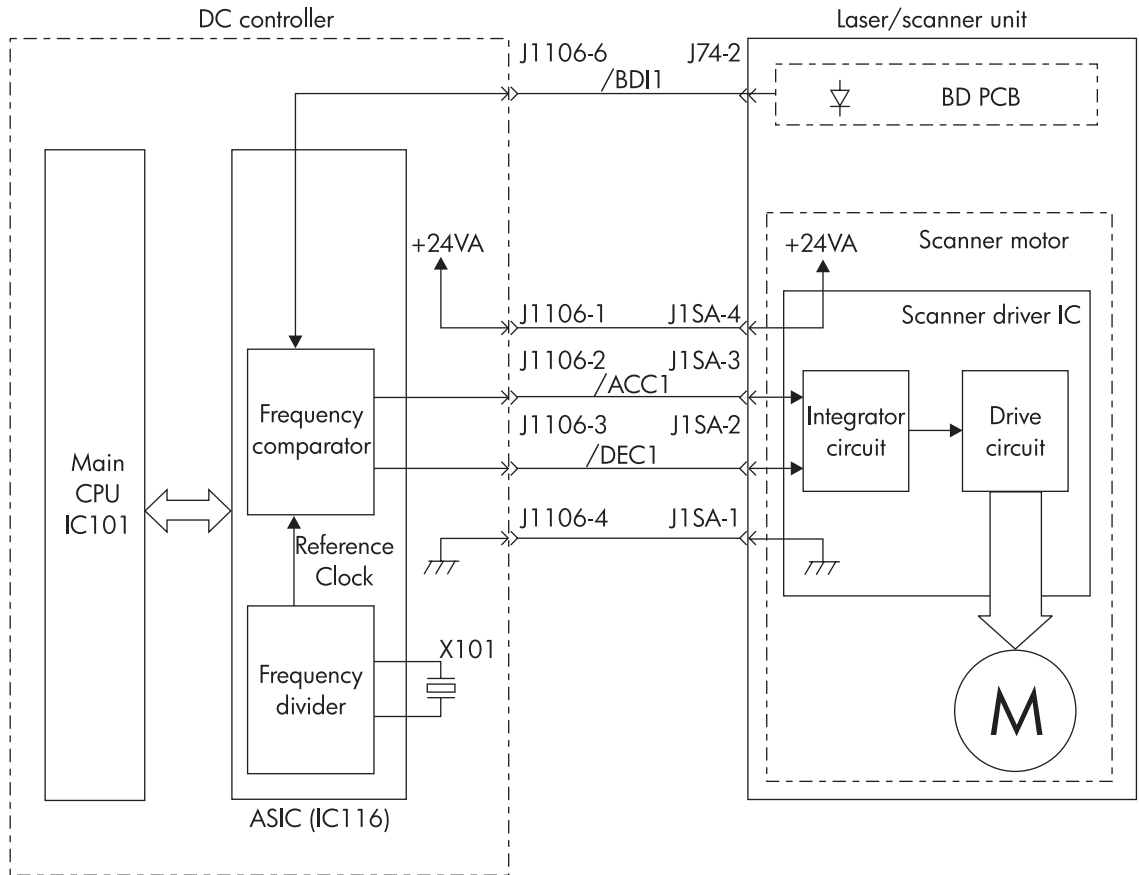 DC controller
Laser/scanner unit
J1106-6
J74-2
/BDI1
BD PCB
+24VA
+24VA
Scanner motor
J1106-1
J1SA-4
Scanner driver IC
J1106-2
J1SA-3
/ACC1
Frequency
comparator
Integrator
circuit
Drive
circuit
J1106-3
J1SA-2
/DEC1
Main
CPU
IC101
J1106-4
J1SA-1
Reference
Clock
X101
Frequency
divider
M
ASIC (IC116)